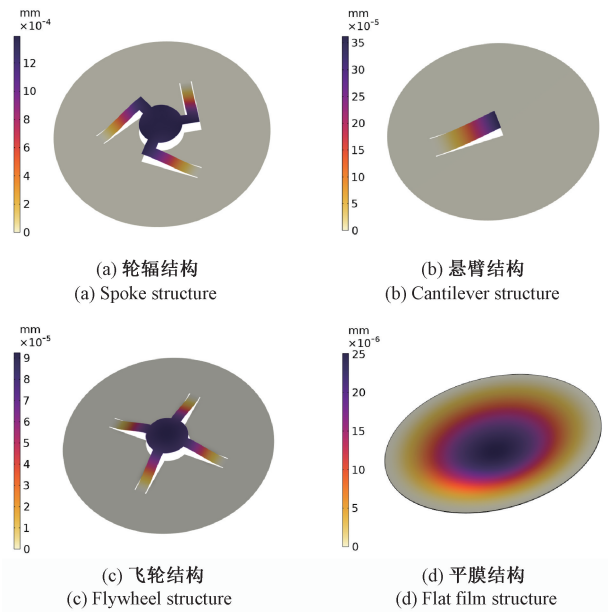 mm
×10⁻⁴
12
10
8
6
4
2
0
(a) 轮辐结构
(a) Spoke structure
mm
×10⁻⁵
35
30
25
20
15
10
5
0
(b) 悬臂结构
(b) Cantilever structure
mm
×10⁻⁵
9
8
7
6
5
4
3
2
1
0
(c) 飞轮结构
(c) Flywheel structure
mm
×10⁻⁶
25
20
15
10
5
0
(d) 平膜结构
(d) Flat film structure